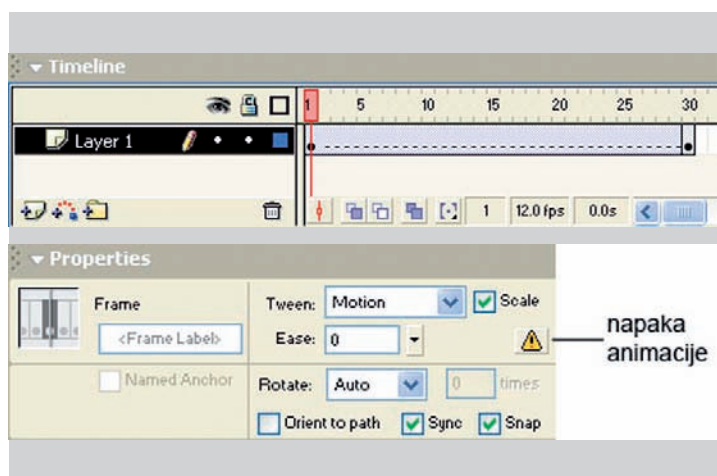 Timeline
1 5 10 15 20 25 30
Layer 1
1 12.0 fps 0.0s
Properties
Frame Tween: Motion Scale
<Frame Label> Ease: 0
napaka
animacije
Named Anchor Rotate: Auto 0 times
Orient to path Sync Snap